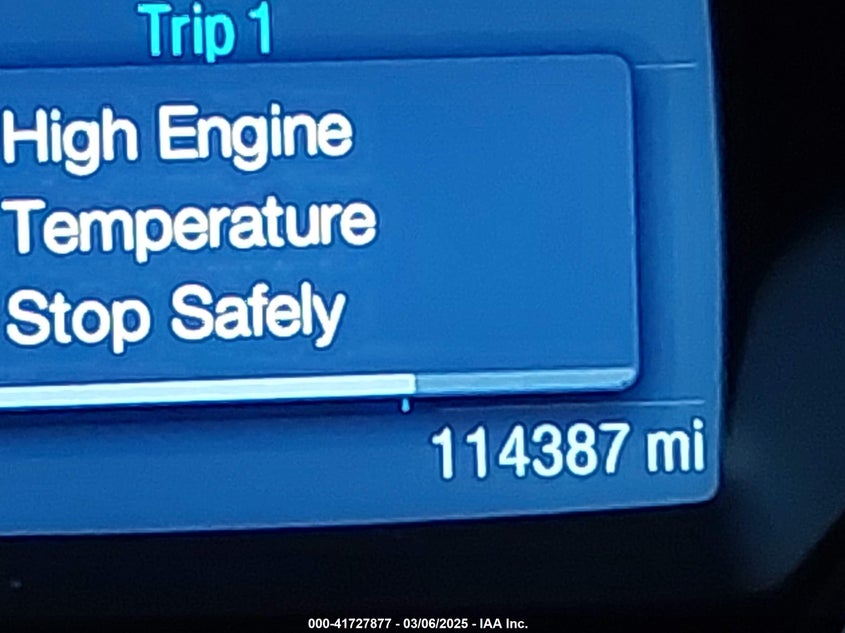 Trip 1
High Engine
Temperature
Stop Safely
114387 mi
000-41727877 - 03/06/2025 - IAA Inc.